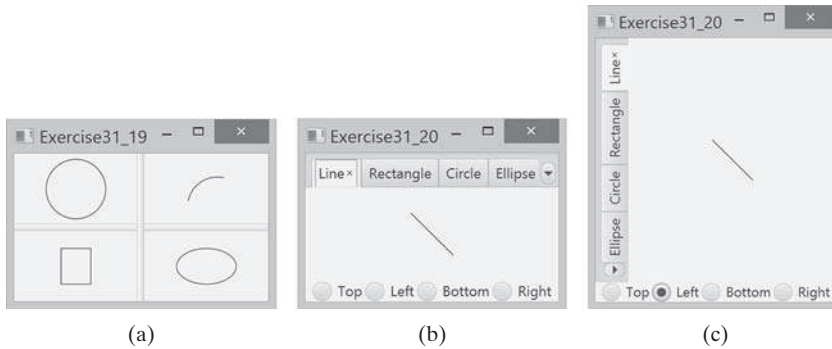 Exercise31_19
(a)
Exercise31_20
Line×
Rectangle
Circle
Ellipse
Top
Left
Bottom
Right
(b)
Exercise31_20
Line×
Rectangle
Circle
Ellipse
Top
Left
Bottom
Right
(c)